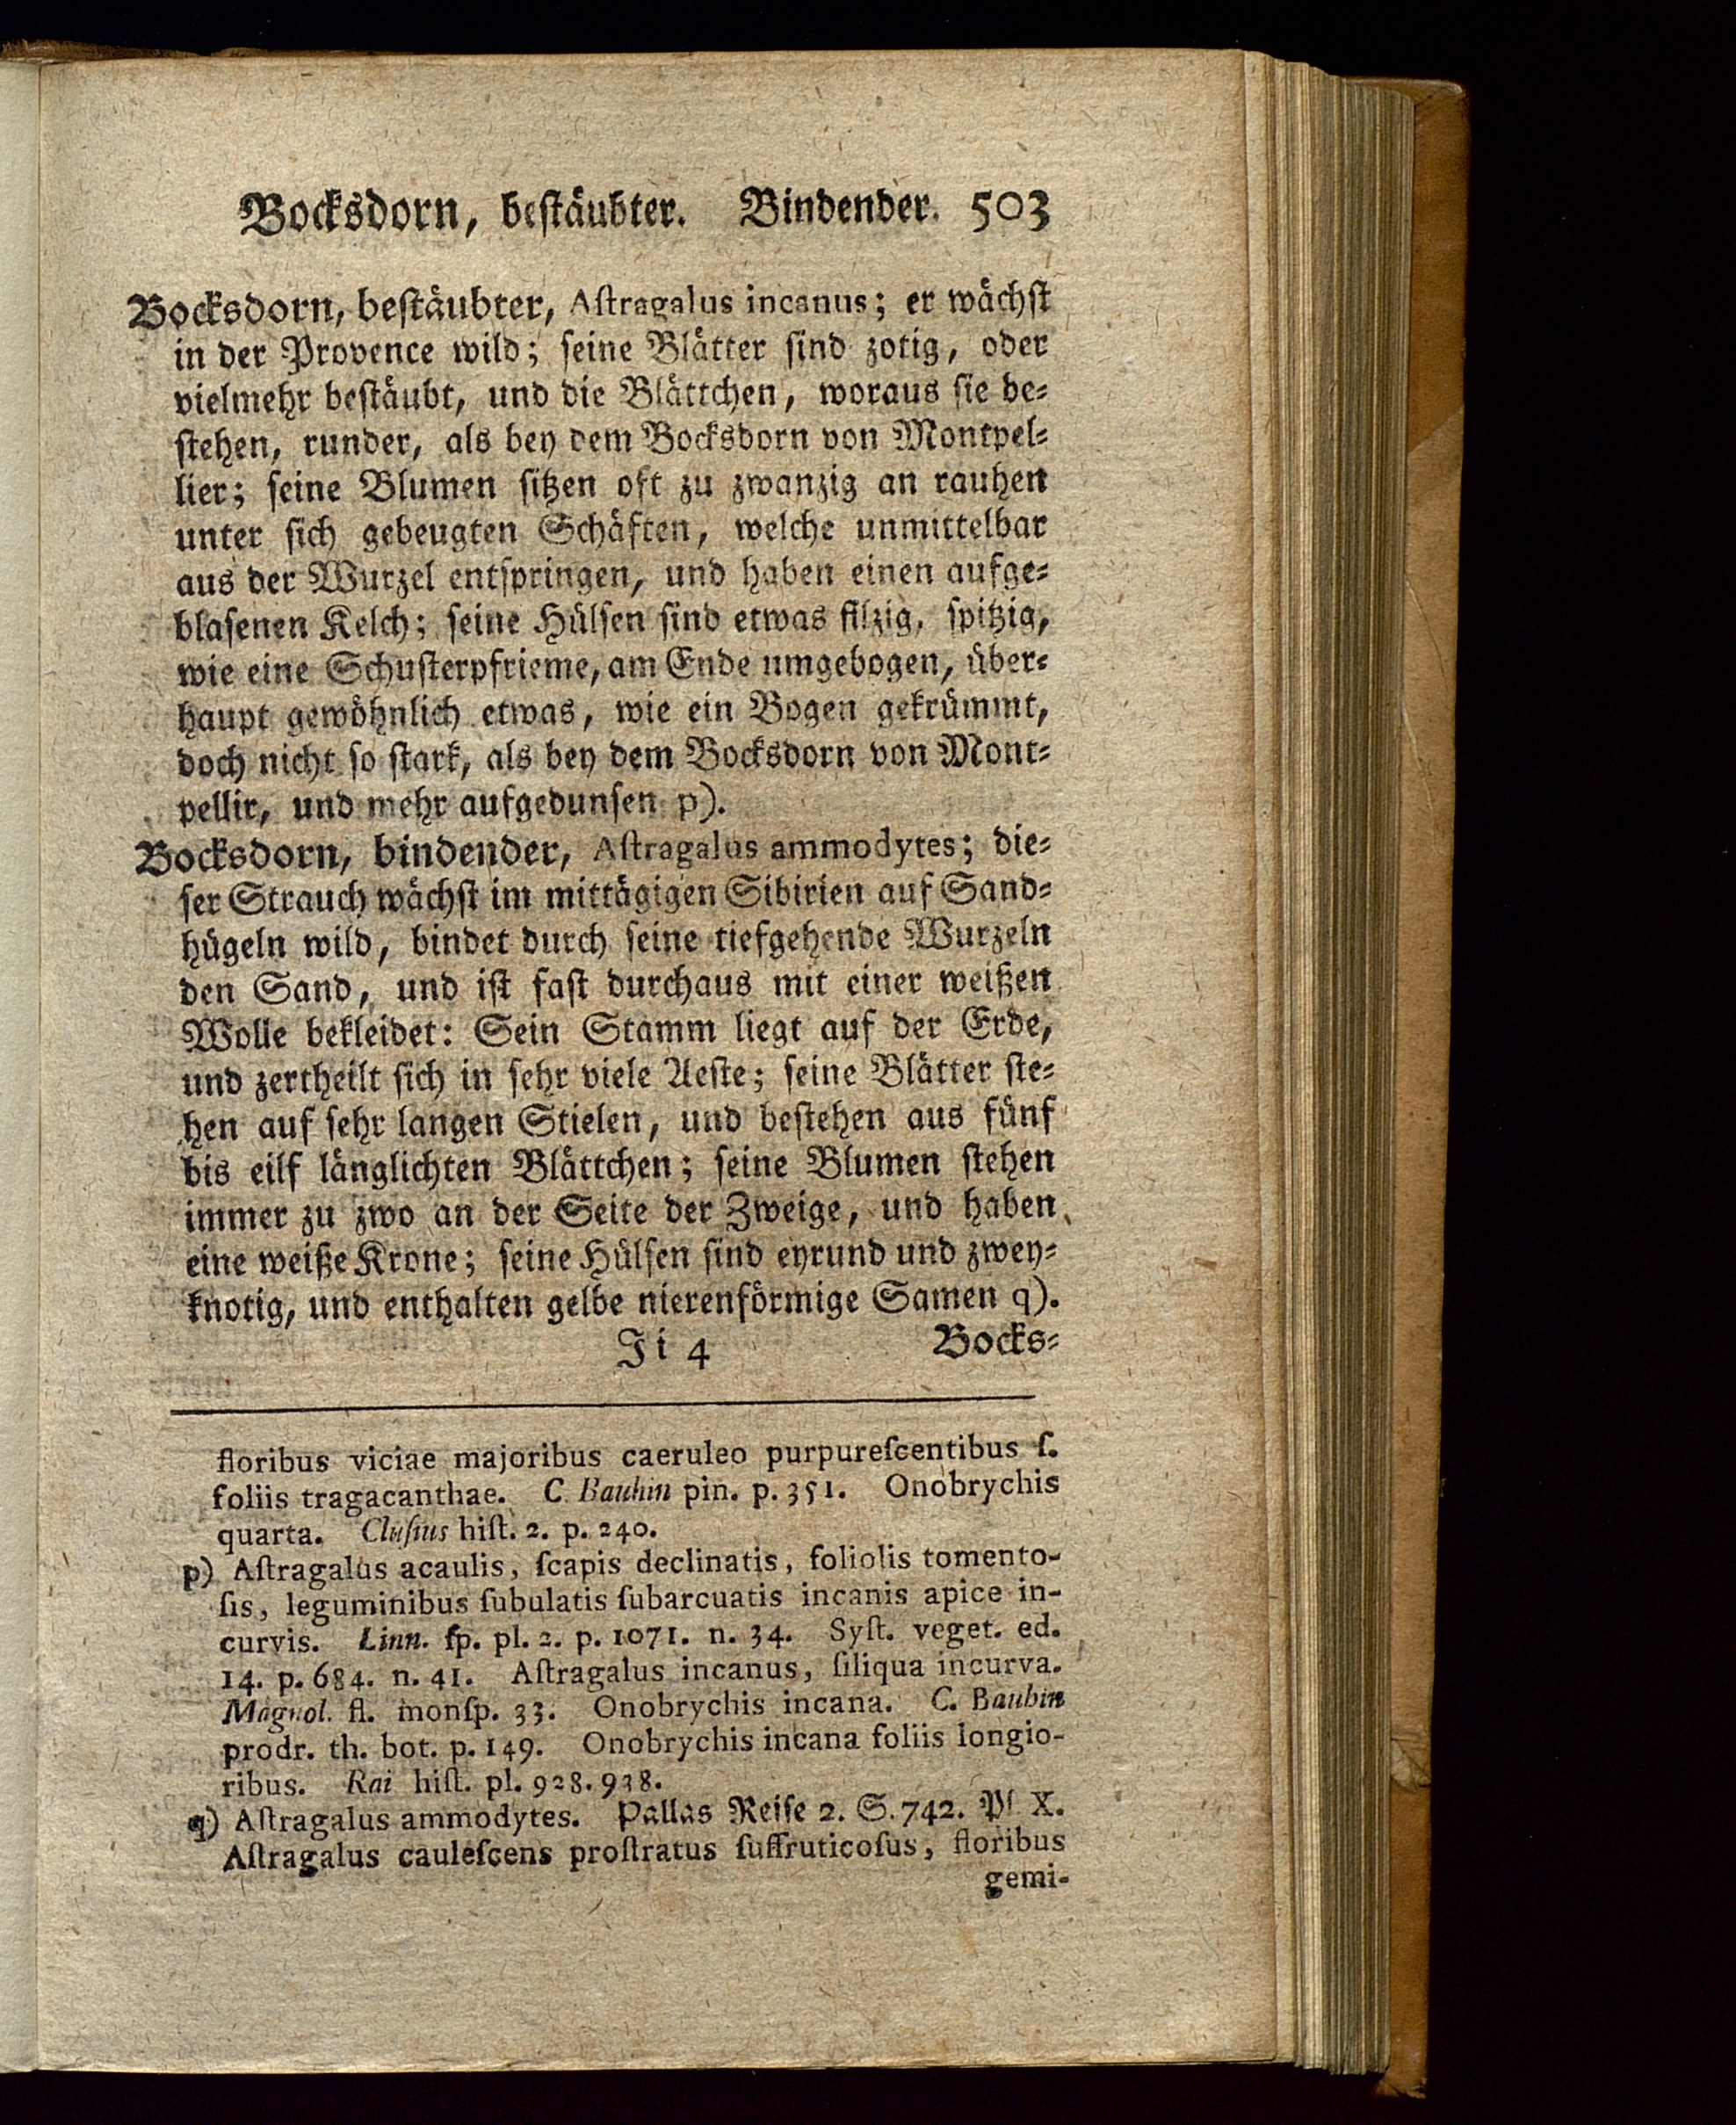 Bocksdorn, bestäubter. Bindender. 503
Bocksdorn, bestäubter, Aſtragalus incanus; er wächſt
in der Provence wild; ſeine Blätter ſind zotig, oder
vielmehr beſtäubt, und die Blättchen, woraus ſie be⸗
ſtehen, runder, als bey dem Bocksdorn von Montpel⸗
lier; ſeine Blumen ſitzen oft zu zwanzig an rauhen
unter ſich gebeugten Schäften, welche unmittelbar
aus der Wurzel entſpringen, und haben einen aufge⸗
blaſenen Kelch; ſeine Hülſen ſind etwas filzig, ſpitzig,
wie eine Schuſterpfrieme, am Ende umgebogen, über⸗
haupt gewöhnlich etwas, wie ein Bogen gekrümmt,
doch nicht ſo ſtark, als bey dem Bocksdorn von Mont⸗
pellir, und mehr aufgedunſen p).
Bocksdorn, bindender, Aſtragalus ammodytes; die⸗
ſer Strauch wächſt im mittägigen Sibirien auf Sand⸗
hügeln wild, bindet durch ſeine tiefgehende Wurzeln
den Sand, und iſt faſt durchaus mit einer weißen
Wolle bekleidet: Sein Stamm liegt auf der Erde,
und zertheilt ſich in ſehr viele Aeſte; ſeine Blätter ſte⸗
hen auf ſehr langen Stielen, und beſtehen aus fünf
bis eilf länglichten Blättchen; ſeine Blumen ſtehen
immer zu zwo an der Seite der Zweige, und haben
eine weiße Krone; ſeine Hülſen ſind eyrund und zwey⸗
knotig, und enthalten gelbe nierenförmige Samen q).
Ji 4 Bocks⸗
floribus viciae majoribus caeruleo purpureſcentibus ſ.
foliis tragacanthae. C. Bauhin pin. p. 351. Onobrychis
quarta. Cluſius hiſt. 2. p. 240.
p) Aſtragalus acaulis, ſcapis declinatis, foliolis tomento-
ſis, leguminibus ſubulatis ſubarcuatis incanis apice in-
curvis. Linn. ſp. pl. 2. p. 1071. n. 34. Syſt. veget. ed.
14. p. 684. n. 41. Aſtragalus incanus, ſiliqua incurva.
Magnol. fl. monſp. 33. Onobrychis incana. C. Bauhin
prodr. th. bot. p. 149. Onobrychis incana foliis longio-
ribus. Rai hiſt. pl. 928. 938.
q) Aſtragalus ammodytes. Pallas Reiſe 2. S. 742. Pl X.
Aſtragalus cauleſcens proſtratus ſuffruticoſus, floribus
gemi-